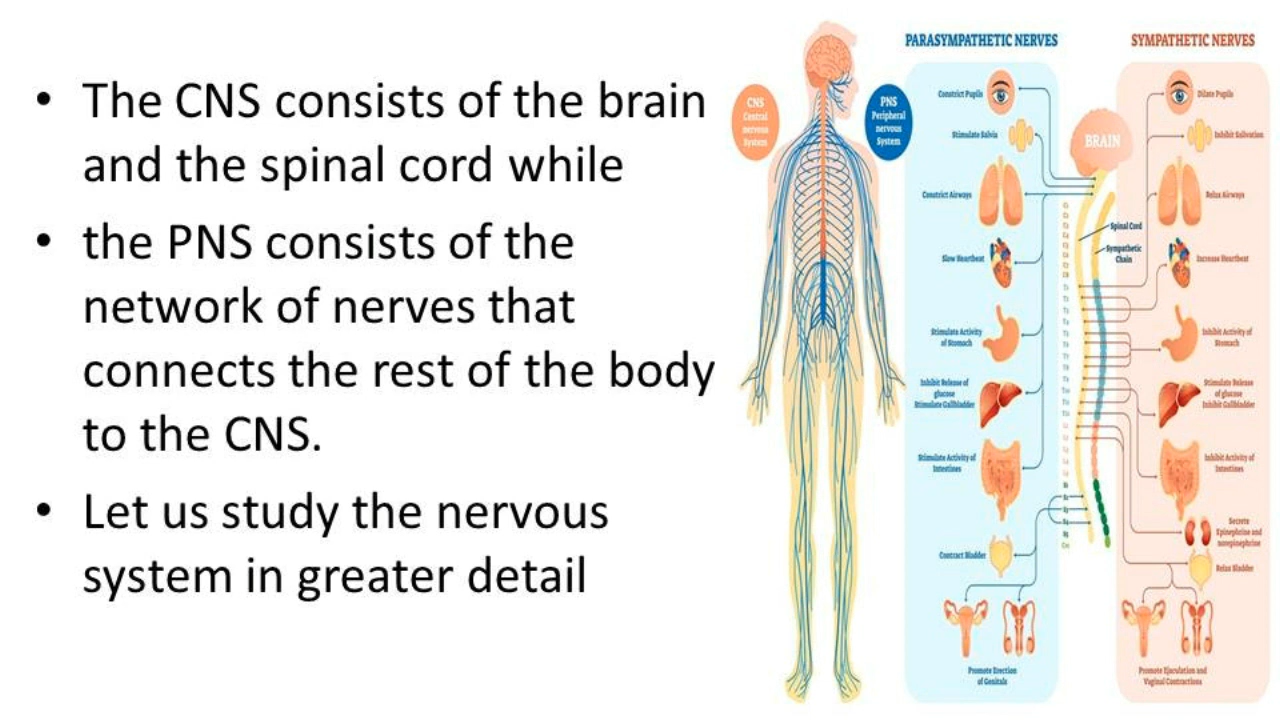 • The CNS consists of the brain
and the spinal cord while
• the PNS consists of the
network of nerves that
connects the rest of the body
to the CNS.
• Let us study the nervous
system in greater detail
CNS
Central
nervous
System
PNS
Peripheral
nervous
System
PARASYMPATHETIC NERVES
Constrict Pupils
Stimulate Saliva
Constrict Airways
Slow Heartbeat
Stimulate Activity
of Stomach
Inhibit Release of
glucose
Stimulate Gallbladder
Stimulate Activity of
Intestines
Contract Bladder
Promote Erection
of Genitals
BRAIN
Spinal Cord
Sympathetic
Chain
SYMPATHETIC NERVES
Dilate Pupils
Inhibit Salivation
Relax Airways
Increase Heartbeat
Inhibit Activity of
Stomach
Stimulate Release
of glucose
Inhibit Gallbladder
Inhibit Activity of
Intestines
Secrete
Epinephrine and
norepinephrine
Relax Bladder
Promote Ejaculation and
Vaginal Contractions